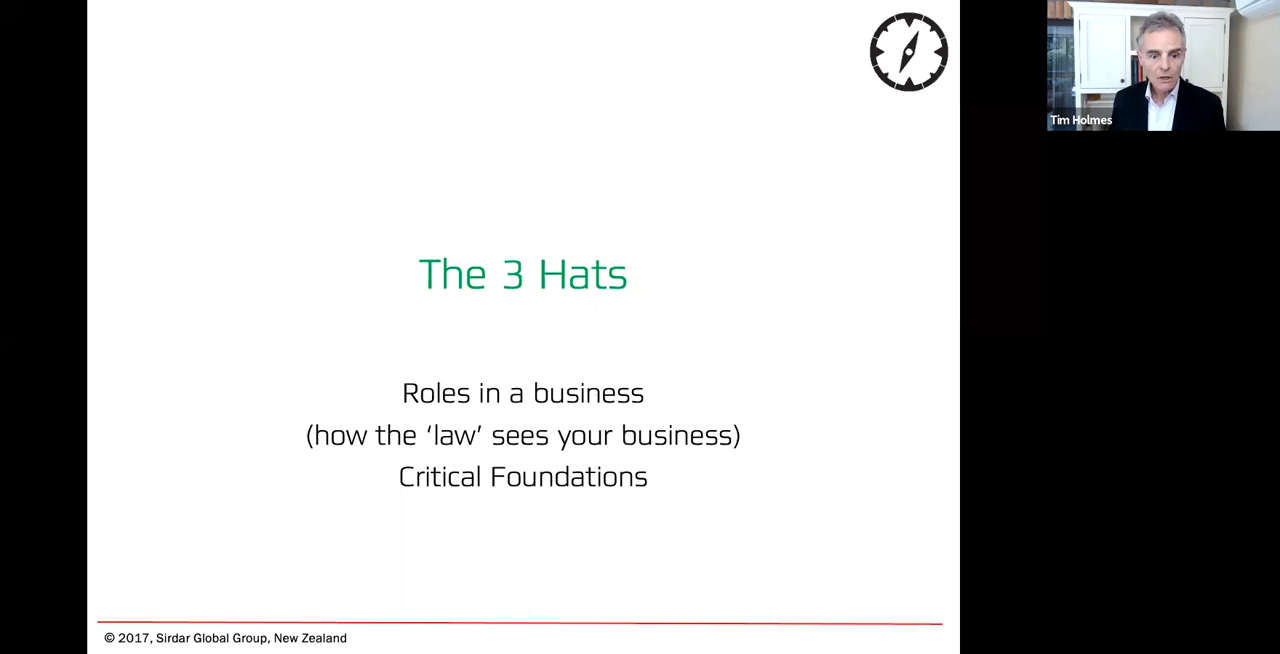 The 3 Hats
Roles in a business
(how the ‘law’ sees your business)
Critical Foundations
© 2017, Sirdar Global Group, New Zealand
Tim Holmes